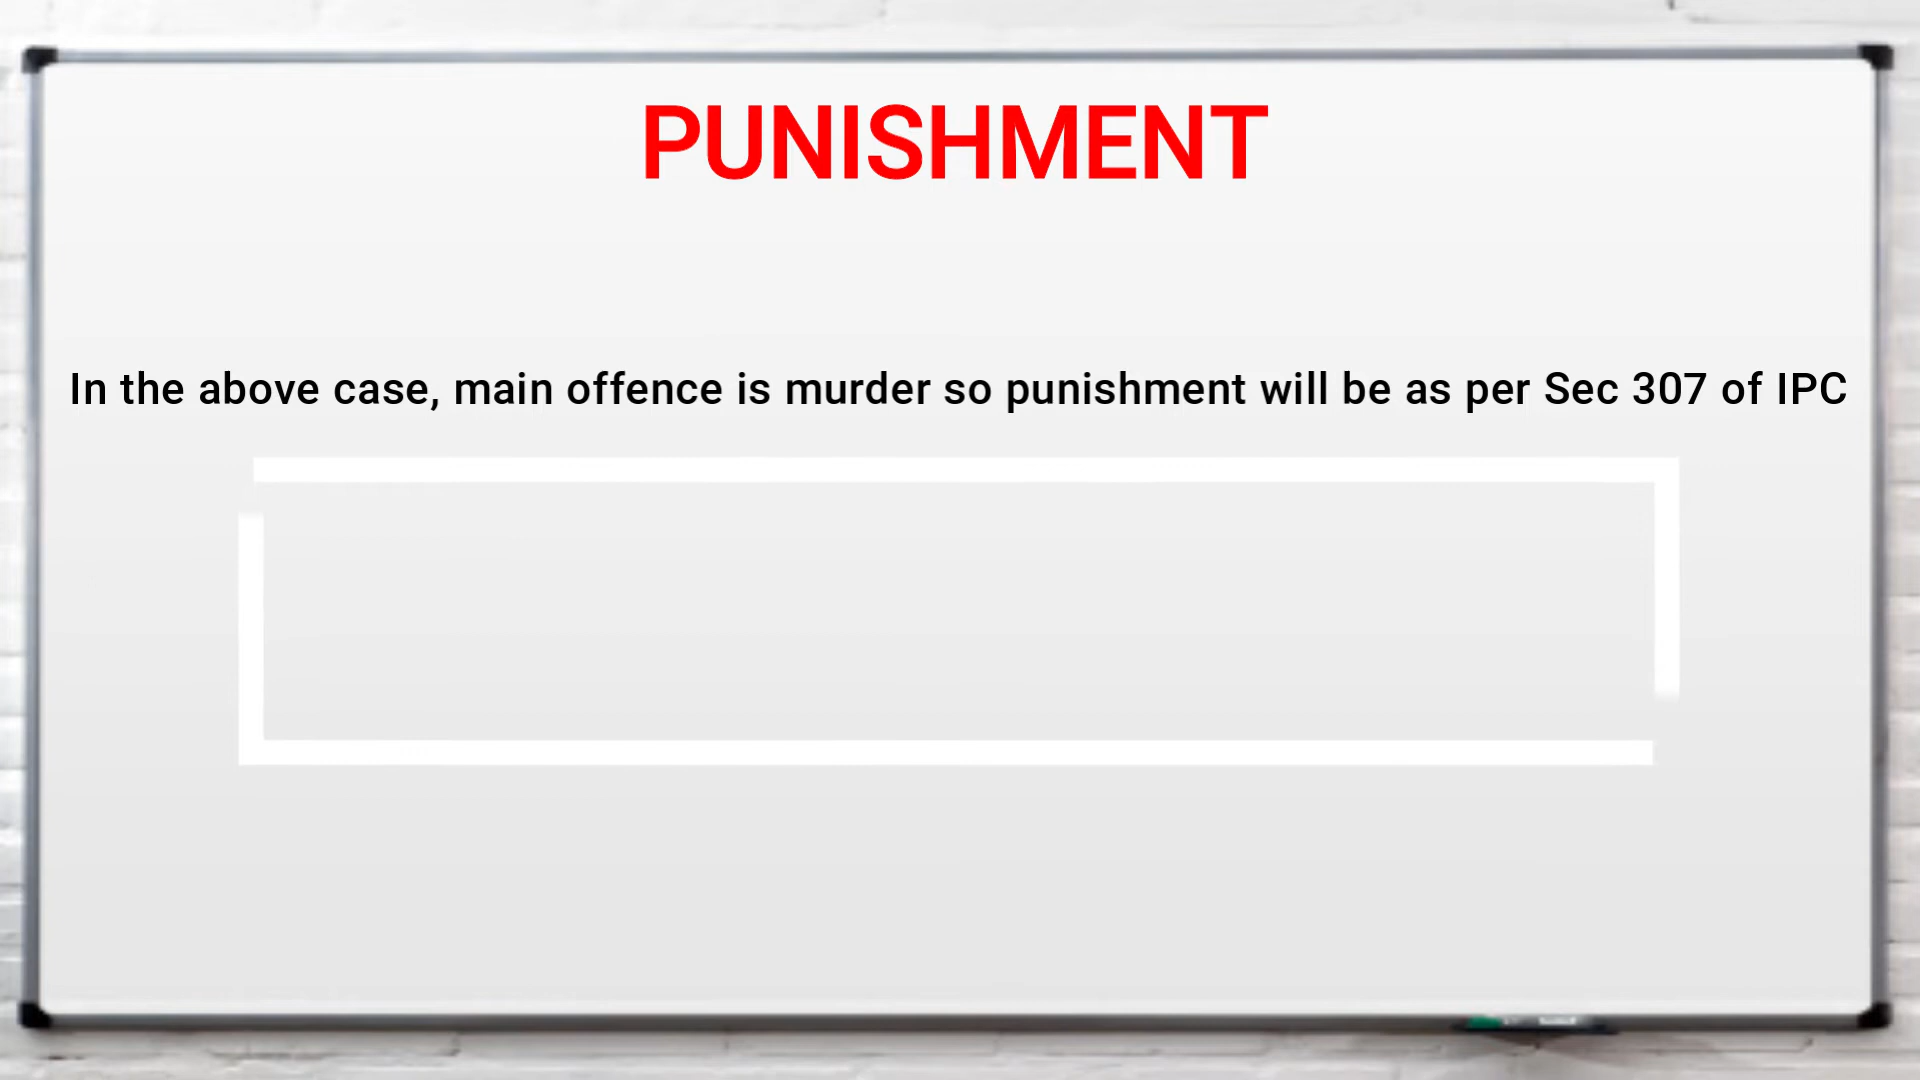 PUNISHMENT
In the above case, main offence is murder so punishment will be as per Sec 307 of IPC